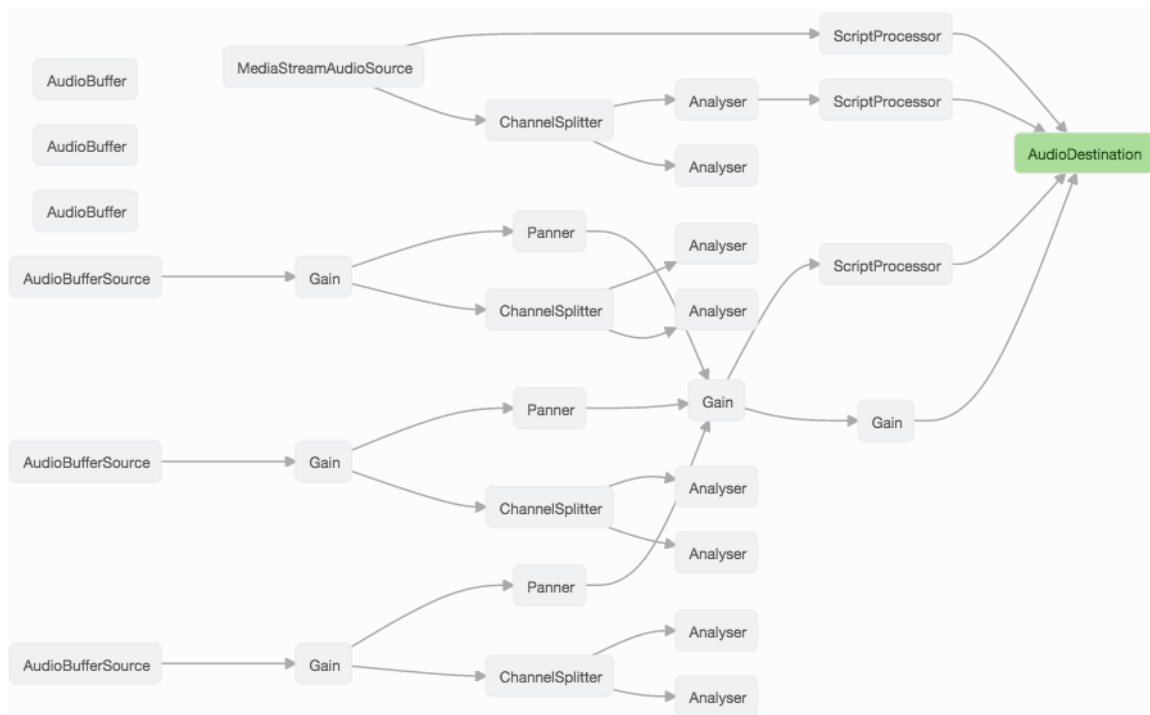 ScriptProcessor
MediaStreamAudioSource
AudioBuffer
Analyser
ScriptProcessor
ChannelSplitter
AudioBuffer
AudioDestination
Analyser
AudioBuffer
Panner
Analyser
ScriptProcessor
AudioBufferSource
Gain
ChannelSplitter
Analyser
Gain
Panner
Gain
AudioBufferSource
Gain
Analyser
ChannelSplitter
Analyser
Panner
Analyser
AudioBufferSource
Gain
ChannelSplitter
Analyser